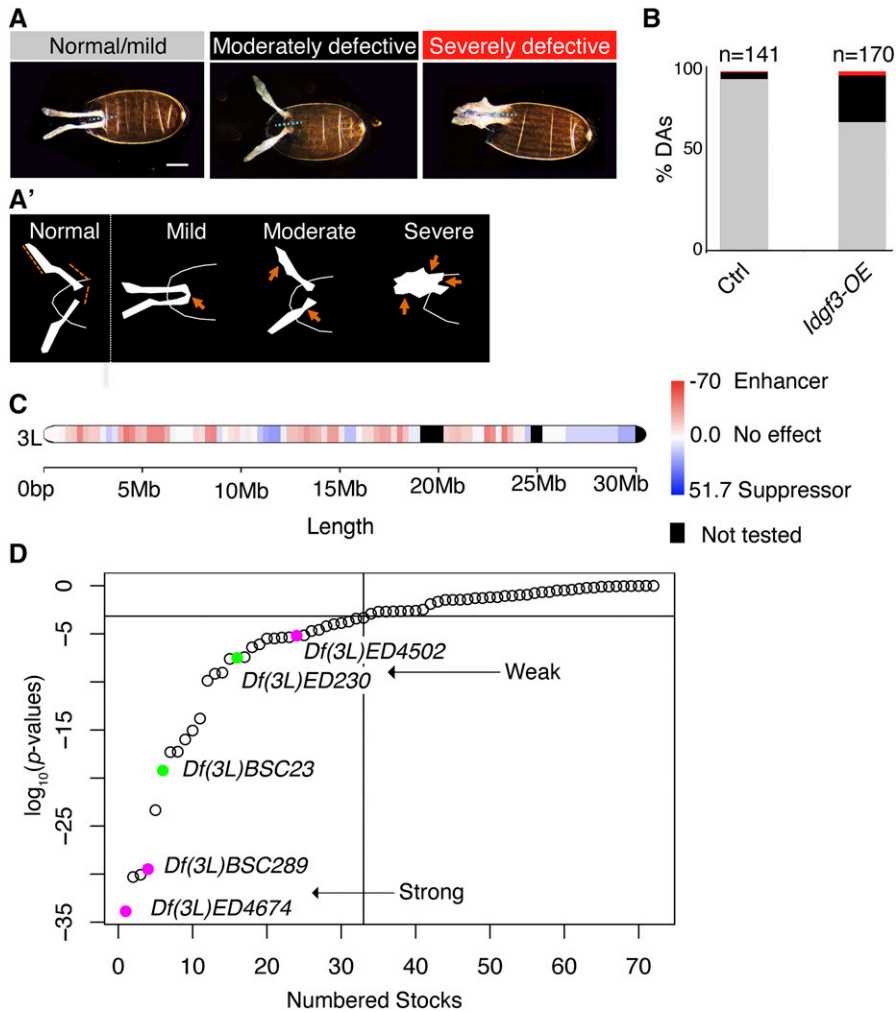 A
Normal/mild Moderately defective Severely defective
A'
Normal Mild Moderate Severe
B
n=141 n=170
100
50
0
% DAs
Ctrl
Idgf3-OE
C
3L
0bp 5Mb 10Mb 15Mb 20Mb 25Mb 30Mb
Length
-70 Enhancer
0.0 No effect
51.7 Suppressor
Not tested
D
0
-5
-15
-25
-35
log10(p-values)
Df(3L)ED4502
Df(3L)ED230
Weak
Df(3L)BSC23
Df(3L)BSC289
Strong
Df(3L)ED4674
0 10 20 30 40 50 60 70
Numbered Stocks